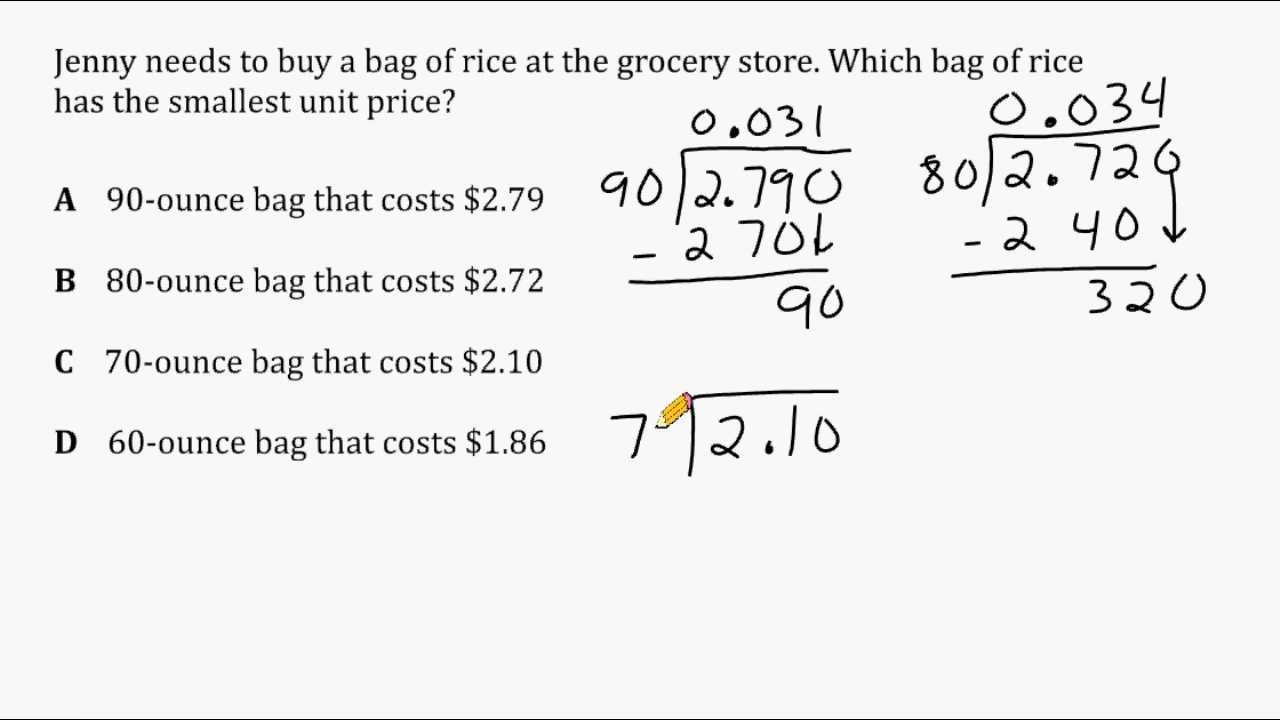 Jenny needs to buy a bag of rice at the grocery store. Which bag of rice
has the smallest unit price?
A 90-ounce bag that costs $2.79
B 80-ounce bag that costs $2.72
C 70-ounce bag that costs $2.10
D 60-ounce bag that costs $1.86
0.031
90 2.790
- 2 70
90
0.034
80 2.720
- 2 40
320
7 2.10